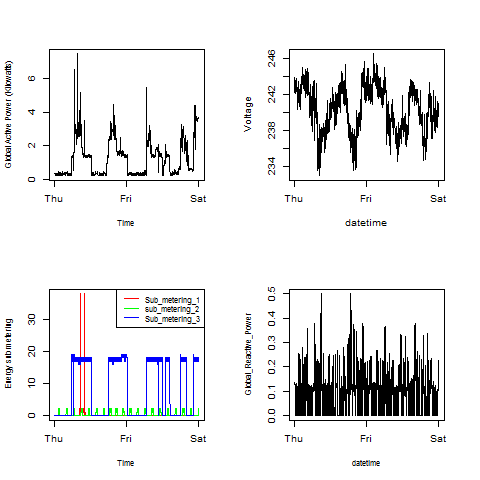 Global Active Power (Kilowatts)
0 2 4 6
Thu Fri Sat
Time
Voltage
234 238 242 246
Thu Fri Sat
datetime
Energy sub metering
0 10 20 30
Sub_metering_1
sub_metering_2
Sub_metering_3
Thu Fri Sat
Time
Global_Reactive_Power
0.0 0.1 0.2 0.3 0.4 0.5
Thu Fri Sat
datetime